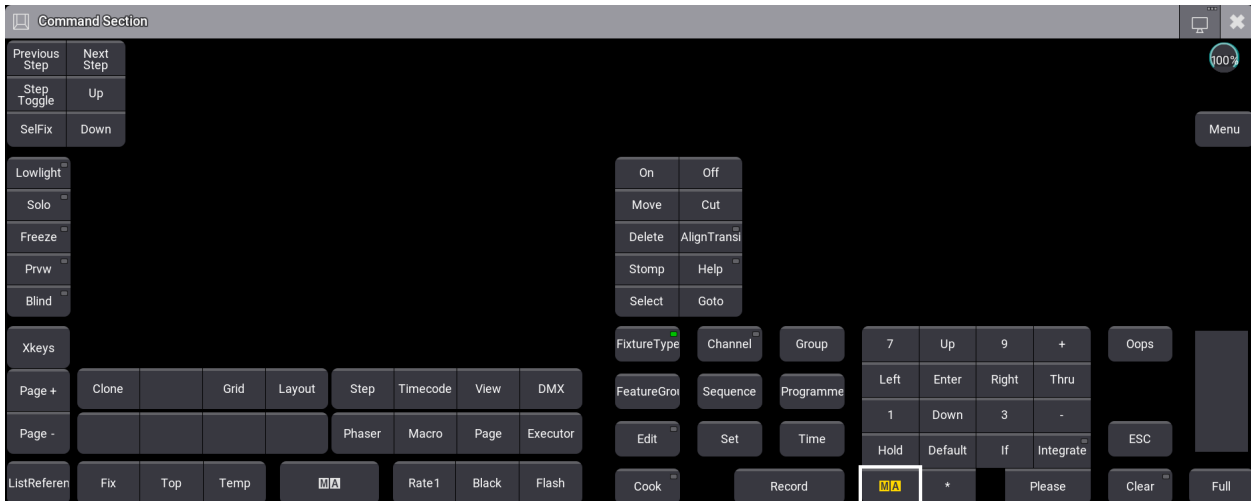 Command Section
Previous Step
Next Step
100%
Step Toggle
Up
SelFix
Down
Menu
Lowlight
On
Off
Solo
Move
Cut
Freeze
Delete
AlignTransi
Prvw
Stomp
Help
Blind
Select
Goto
Xkeys
FixtureType
Channel
Group
7
Up
9
+
Oops
Page +
Clone
Grid
Layout
Step
Timecode
View
DMX
FeatureGrou
Sequence
Programme
Left
Enter
Right
Thru
1
Down
3
-
Page -
Phaser
Macro
Page
Executor
Edit
Set
Time
Hold
Default
If
Integrate
ESC
ListReferen
Fix
Top
Temp
MA
Rate1
Black
Flash
Cook
Record
MA
*
Please
Clear
Full